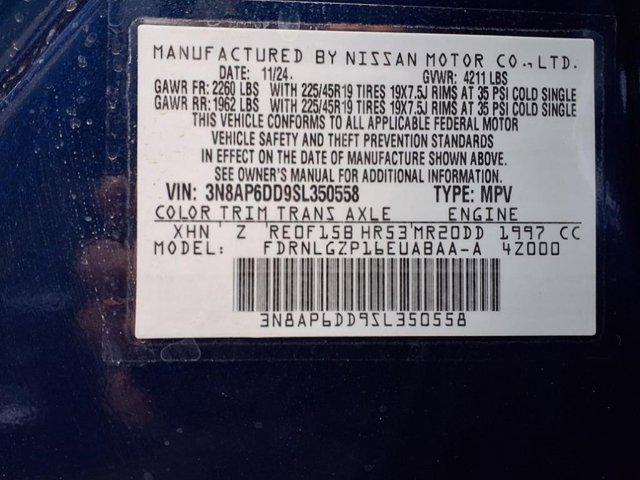 MANUFACTURED BY NISSAN MOTOR CO., LTD.
DATE: 11/24. GVWR: 4211 LBS
GAWR FR: 2260 LBS WITH 225/45R19 TIRES 19X7.5J RIMS AT 35 PSI COLD SINGLE
GAWR RR: 1962 LBS WITH 225/45R19 TIRES 19X7.5J RIMS AT 35 PSI COLD SINGLE
THIS VEHICLE CONFORMS TO ALL APPLICABLE FEDERAL MOTOR
VEHICLE SAFETY AND THEFT PREVENTION STANDARDS
IN EFFECT ON THE DATE OF MANUFACTURE SHOWN ABOVE.
SEE OWNER'S MANUAL FOR ADDITIONAL INFORMATION.
VIN: 3N8AP6DD9SL350558 TYPE: MPV
COLOR TRIM TRANS AXLE ENGINE
XHN Z RE0F15B HR53 MR20DD 1997 CC
MODEL: FDRNLGZP16EUABAA-A 4Z000
3N8AP6DD9SL350558